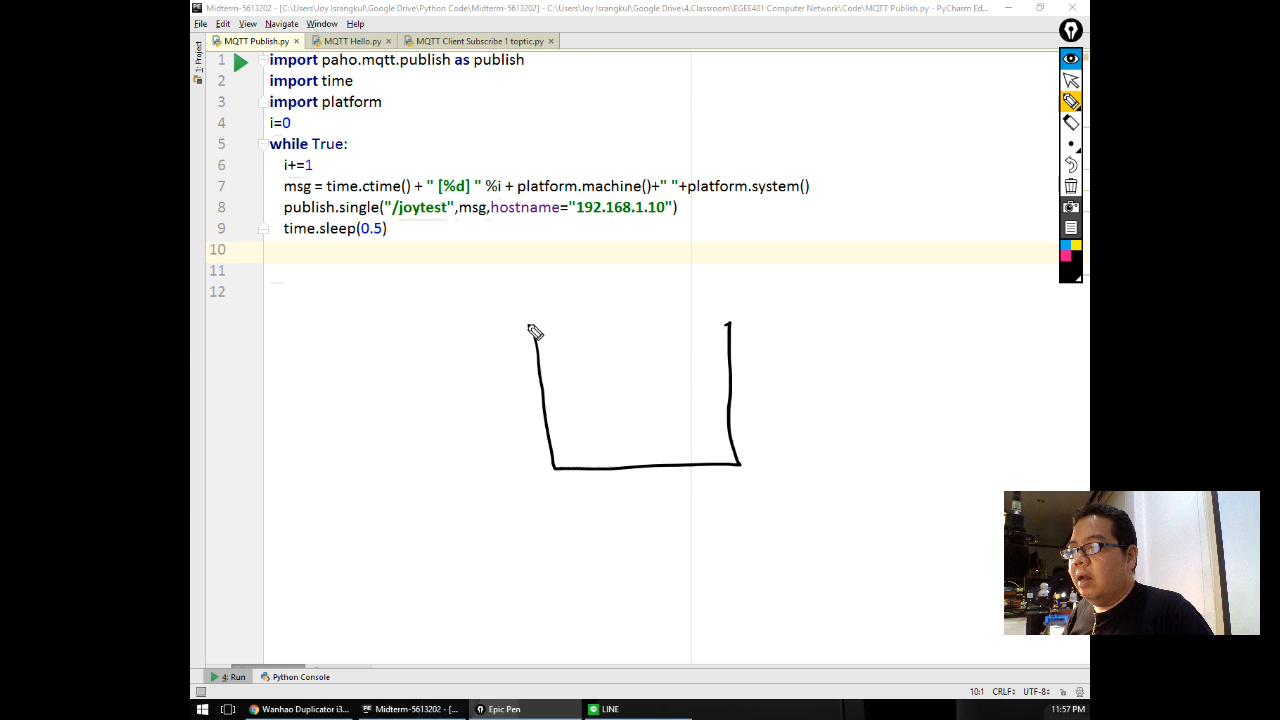 Midterm-5613202 - [C:\Users\Joy Israngkul\Google Drive\Python Code\Midterm-5613202] - C:\Users\Joy Israngkul\Google Drive\4.Classroom\EGEE401 Computer Network\Code\MQTT Publish.py - PyCharm Ed...
File Edit View Navigate Window Help
MQTT Publish.py MQTT Hello.py MQTT Client Subscribe 1 toptic.py
1: Project
1 import paho.mqtt.publish as publish
2 import time
3 import platform
4 i=0
5 while True:
6 i+=1
7 msg = time.ctime() + " [%d] " %i + platform.machine()+" "+platform.system()
8 publish.single("/joytest",msg,hostname="192.168.1.10")
9 time.sleep(0.5)
10
11
12
4: Run Python Console
10:1 CRLF÷ UTF-8÷
Wanhao Duplicator i3... Midterm-5613202 - [... Epic Pen LINE 11:57 PM